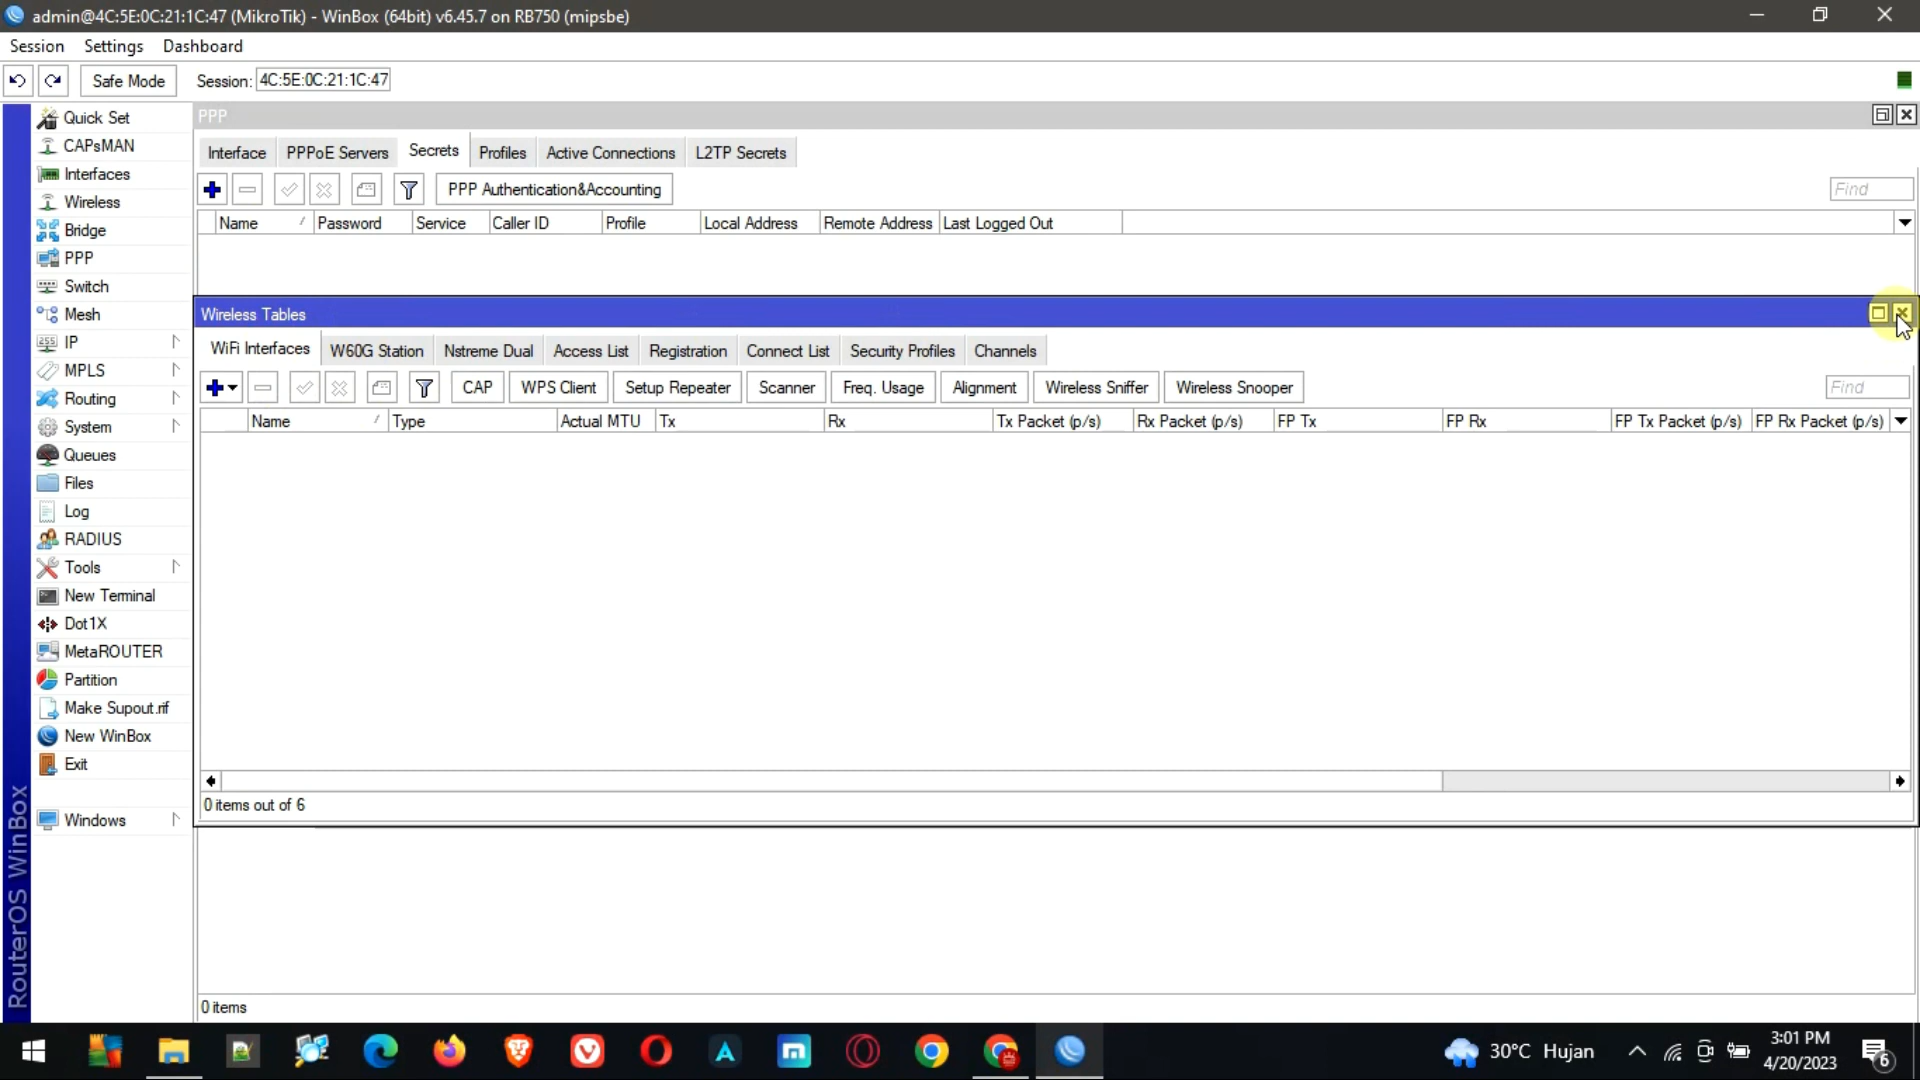 admin@4C:5E:0C:21:1C:47 (MikroTik) - WinBox (64bit) v6.45.7 on RB750 (mipsbe)
Session Settings Dashboard
Safe Mode Session: 4C:5E:0C:21:1C:47
Quick Set
CAPsMAN
Interfaces
Wireless
Bridge
PPP
Switch
Mesh
IP
MPLS
Routing
System
Queues
Files
Log
RADIUS
Tools
New Terminal
Dot1X
MetaROUTER
Partition
Make Supout.rif
New WinBox
Exit
Windows
RouterOS WinBox
PPP
Interface PPPoE Servers Secrets Profiles Active Connections L2TP Secrets
PPP Authentication&Accounting Find
Name Password Service Caller ID Profile Local Address Remote Address Last Logged Out
Wireless Tables
WiFi Interfaces W60G Station Nstreme Dual Access List Registration Connect List Security Profiles Channels
CAP WPS Client Setup Repeater Scanner Freq. Usage Alignment Wireless Sniffer Wireless Snooper Find
Name Type Actual MTU Tx Rx Tx Packet (p/s) Rx Packet (p/s) FP Tx FP Rx FP Tx Packet (p/s) FP Rx Packet (p/s)
0 items out of 6
0 items
30°C Hujan
3:01 PM
4/20/2023
6